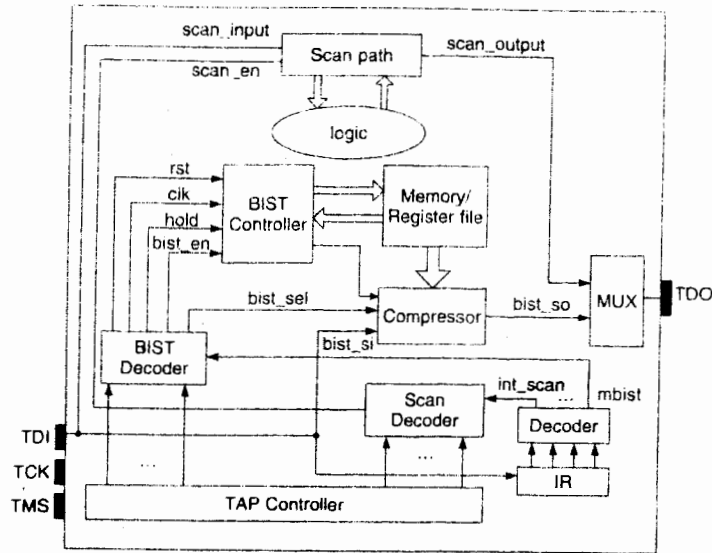 scan_input
scan_en
Scan path
scan_output
logic
rst
clk
hold
bist_en
BIST
Controller
Memory/
Register file
bist_sel
bist_si
Compressor
bist_so
MUX
TDO
BIST
Decoder
Scan
Decoder
int_scan
...
mbist
Decoder
TDI
TCK
TMS
...
...
IR
TAP Controller